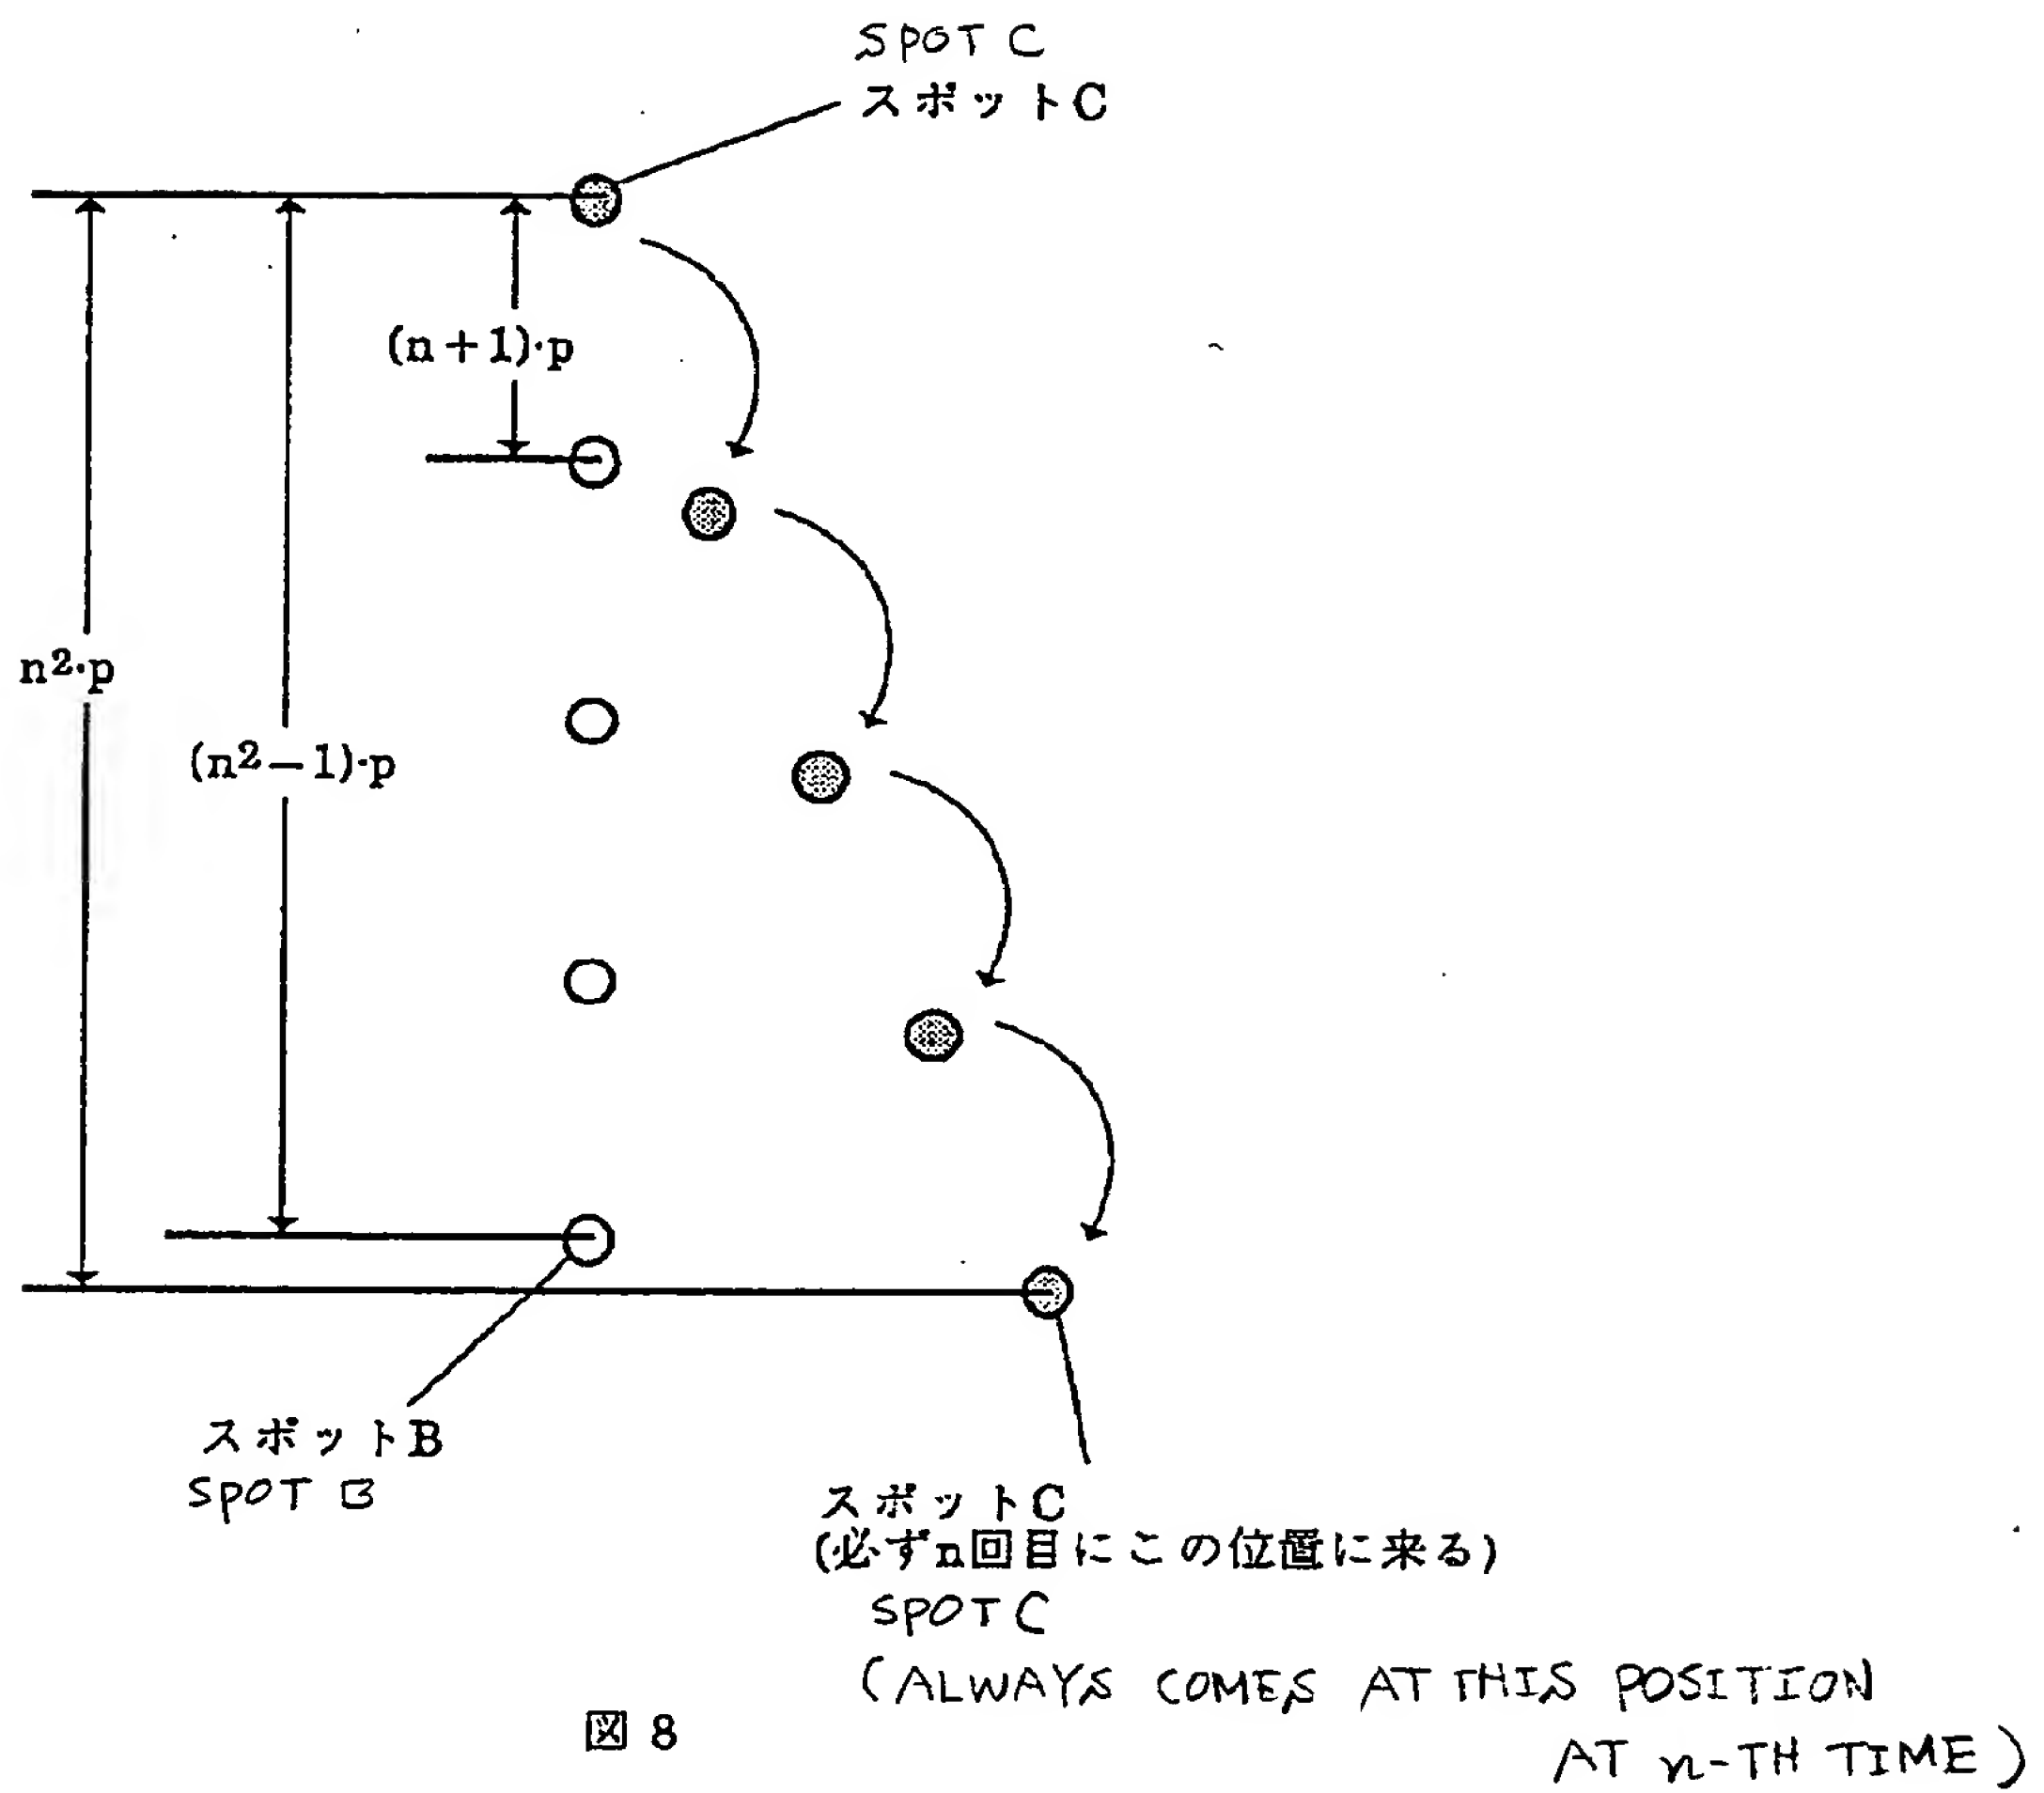 SPOT C
スポットC
(n+1)·p
n²·p
(n²−1)·p
スポットB
SPOT B
スポットC
(必ずn回目にこの位置に来る)
SPOT C
(ALWAYS COMES AT THIS POSITION
AT n-TH TIME)
図 8